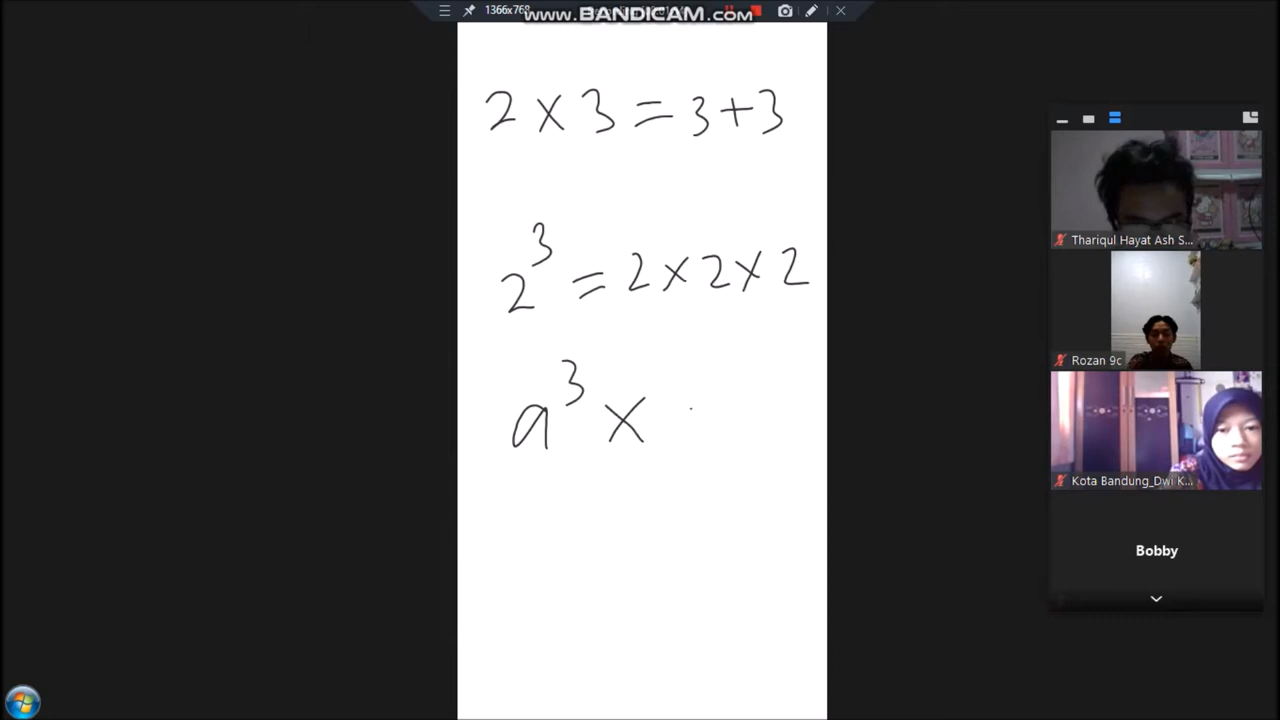 1366x768
www.BANDICAM.com
2 x 3 = 3 + 3
2³ = 2 x 2 x 2
a³ x
Thariqul Hayat Ash S...
Rozan 9c
Kota Bandung_Dwi K...
Bobby